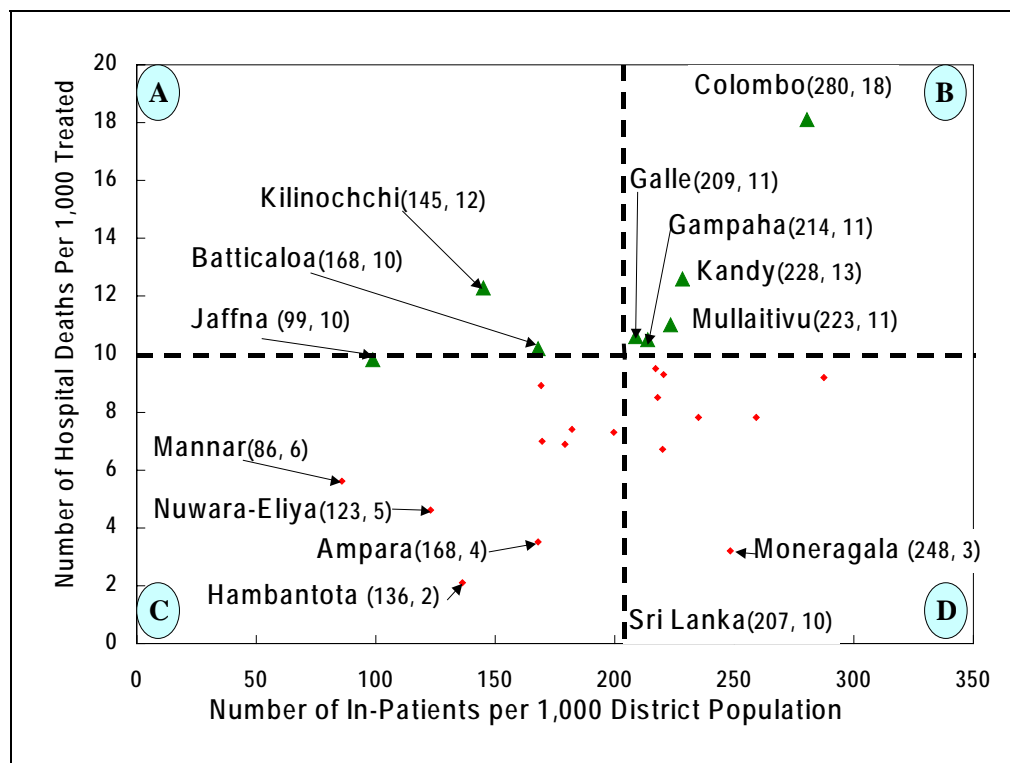 Number of Hospital Deaths Per 1,000 Treated
20
18
16
14
12
10
8
6
4
2
0
A
B
Colombo(280, 18)
Galle(209, 11)
Kilinochchi(145, 12)
Gampaha(214, 11)
Batticaloa(168, 10)
Kandy(228, 13)
Jaffna (99, 10)
Mullaitivu(223, 11)
Mannar(86, 6)
Nuwara-Eliya(123, 5)
Ampara(168, 4)
Moneragala (248, 3)
Hambantota (136, 2)
C
D
Sri Lanka(207, 10)
0 50 100 150 200 250 300 350
Number of In-Patients per 1,000 District Population